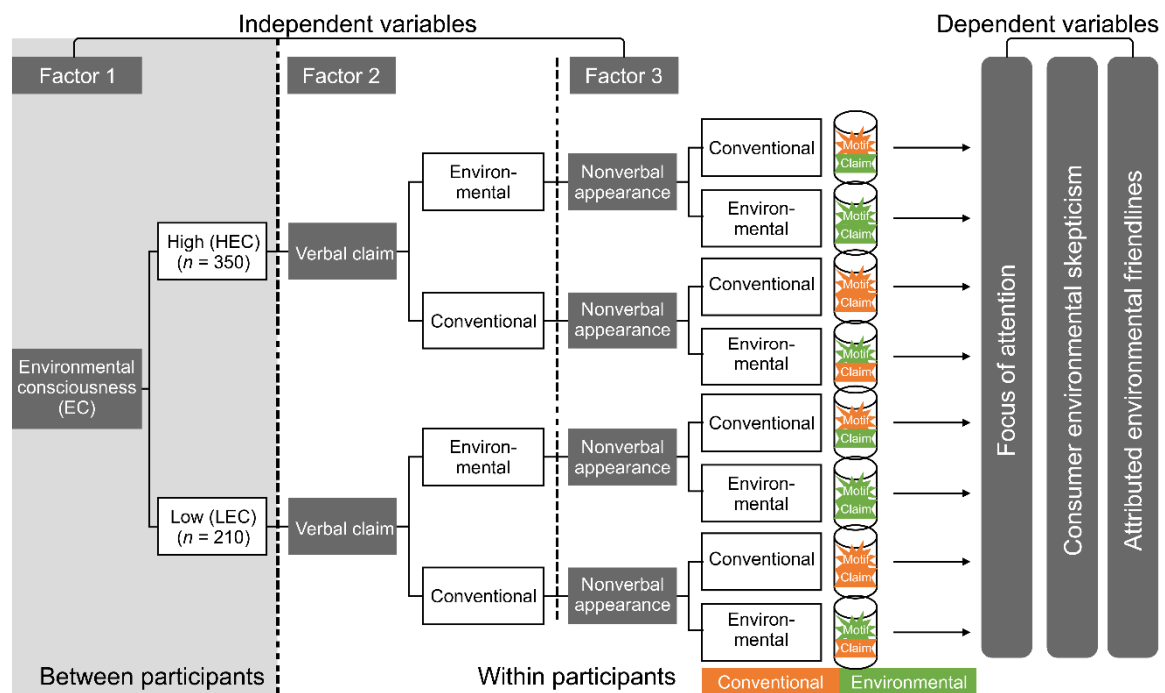 Independent variables
Dependent variables
Factor 1
Factor 2
Factor 3
Environmental
consciousness
(EC)
High (HEC)
(n = 350)
Low (LEC)
(n = 210)
Verbal claim
Verbal claim
Environ-
mental
Conventional
Environ-
mental
Conventional
Nonverbal
appearance
Nonverbal
appearance
Nonverbal
appearance
Nonverbal
appearance
Conventional
Motif
Claim
Environ-
mental
Motif
Claim
Conventional
Motif
Claim
Environ-
mental
Motif
Claim
Conventional
Motif
Claim
Environ-
mental
Motif
Claim
Conventional
Motif
Claim
Environ-
mental
Motif
Claim
Focus of attention
Consumer environmental skepticism
Attributed environmental friendlines
Between participants
Within participants
Conventional
Environmental